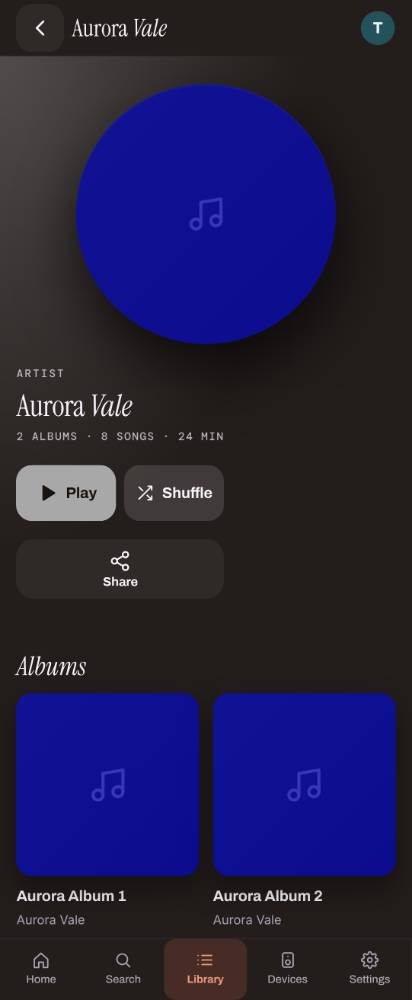 Aurora Vale
T
ARTIST
Aurora Vale
2 ALBUMS · 8 SONGS · 24 MIN
Play
Shuffle
Share
Albums
Aurora Album 1
Aurora Album 2
Aurora Vale
Aurora Vale
Home
Search
Library
Devices
Settings